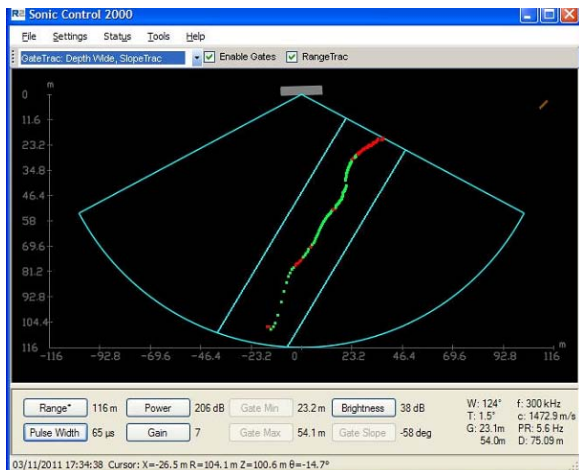 R2 Sonic Control 2000
File Settings Status Tools Help
GateTrac: Depth Wide, SlopeTrac Enable Gates RangeTrac
m
0
11.6
23.2
34.8
46.4
58
69.6
81.2
92.8
104.4
116
-116 -92.8 -69.6 -46.4 -23.2 0 23.2 46.4 69.6 92.8 116
m
Range* 116 m Power 206 dB Gate Min 23.2 m Brightness 38 dB
Pulse Width 65 µs Gain 7 Gate Max 54.1 m Gate Slope -58 deg
W: 124° f: 300 kHz
T: 1.5° c: 1472.9 m/s
G: 23.1m PR: 5.6 Hz
54.0m D: 75.09 m
03/11/2011 17:34:38 Cursor: X=-26.5 m R=104.1 m Z=100.6 m θ=-14.7°